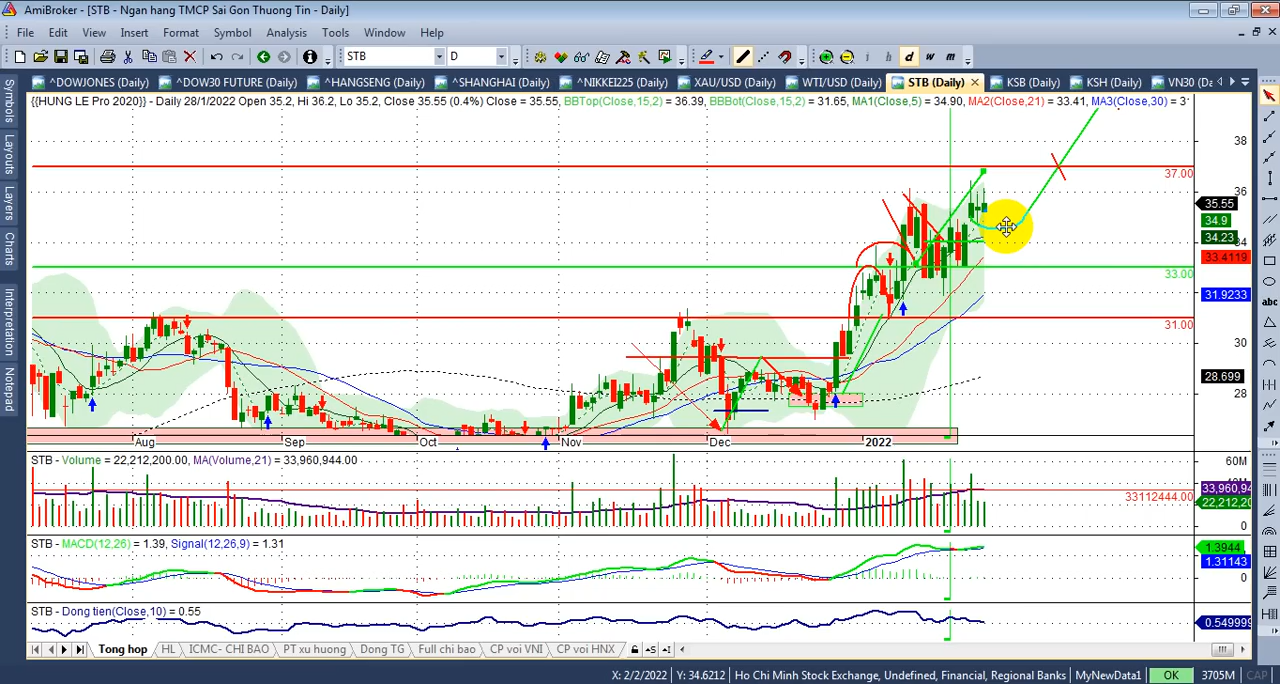 AmiBroker - [STB - Ngan hang TMCP Sai Gon Thuong Tin - Daily]
File Edit View Insert Format Symbol Analysis Tools Window Help
STB D i h d w m
^DOWJONES (Daily) ^DOW30 FUTURE (Daily) ^HANGSENG (Daily) ^SHANGHAI (Daily) ^NIKKEI225 (Daily) XAU/USD (Daily) WTI/USD (Daily) STB (Daily) KSB (Daily) KSH (Daily) VN30 (Da
{{HUNG LE Pro 2020}} - Daily 28/1/2022 Open 35.2, Hi 36.2, Lo 35.2, Close 35.55 (0.4%) Close = 35.55, BBTop(Close,15,2) = 36.39, BBBot(Close,15,2) = 31.65, MA1(Close,5) = 34.90, MA2(Close,21) = 33.41, MA3(Close,30) = 3
Symbols
Layouts
Layers
Charts
Interpretation
Notepad
abc
38
37.00
36
35.55
34.9
34.23
34
33.4119
33.00
31.9233
31.00
30
28.699
28
Aug Sep Oct Nov Dec 2022
STB - Volume = 22,212,200.00, MA(Volume,21) = 33,960,944.00
60M
33,960,94
33112444.00
22,212,20
0
STB - MACD(12,26) = 1.39, Signal(12,26,9) = 1.31
1.3944
1.31143
0
STB - Dong tien(Close,10) = 0.55
0.549999
Tong hop HL ICMC- CHI BAO PT xu huong Dong TG Full chi bao CP voi VNI CP voi HNX
X: 2/2/2022 Y: 34.6212 Ho Chi Minh Stock Exchange, Undefined, Financial, Regional Banks MyNewData1 OK 3705M CAP